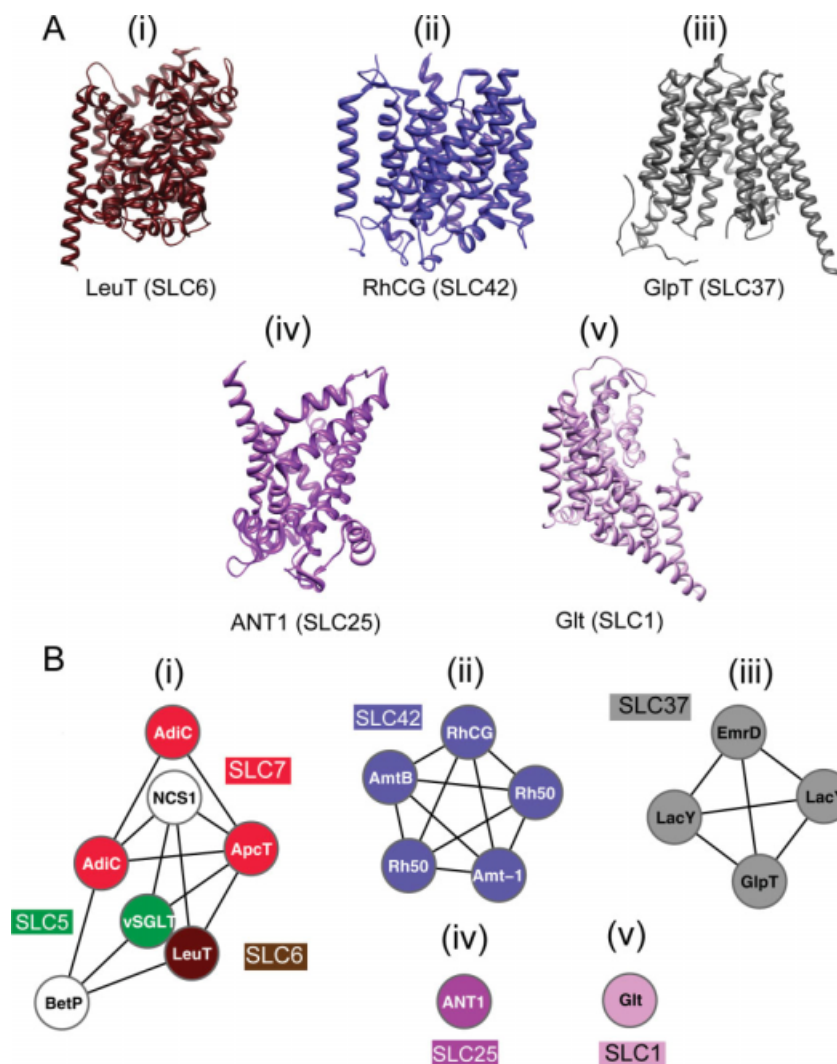 A
(i)
(ii)
(iii)
LeuT (SLC6)
RhCG (SLC42)
GlpT (SLC37)
(iv)
(v)
ANT1 (SLC25)
Glt (SLC1)
B
(i)
(ii)
(iii)
AdiC
SLC7
NCS1
AdiC
ApcT
SLC5
vSGLT
LeuT
SLC6
BetP
SLC42
RhCG
AmtB
Rh50
Rh50
Amt-1
SLC37
EmrD
LacY
LacY
GlpT
(iv)
(v)
ANT1
Glt
SLC25
SLC1